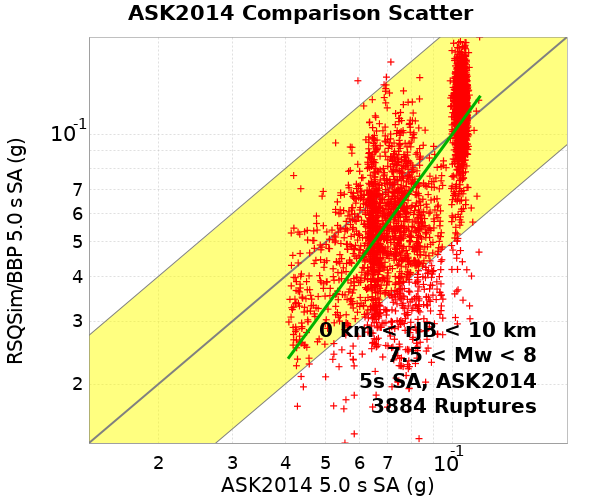 ASK2014 Comparison Scatter
RSQSim/BBP 5.0 s SA (g)
10-1
7
6
5
4
3
2
0 km < rJB < 10 km
7.5 < Mw < 8
5s SA, ASK2014
3884 Ruptures
2 3 4 5 6 7 10-1
ASK2014 5.0 s SA (g)